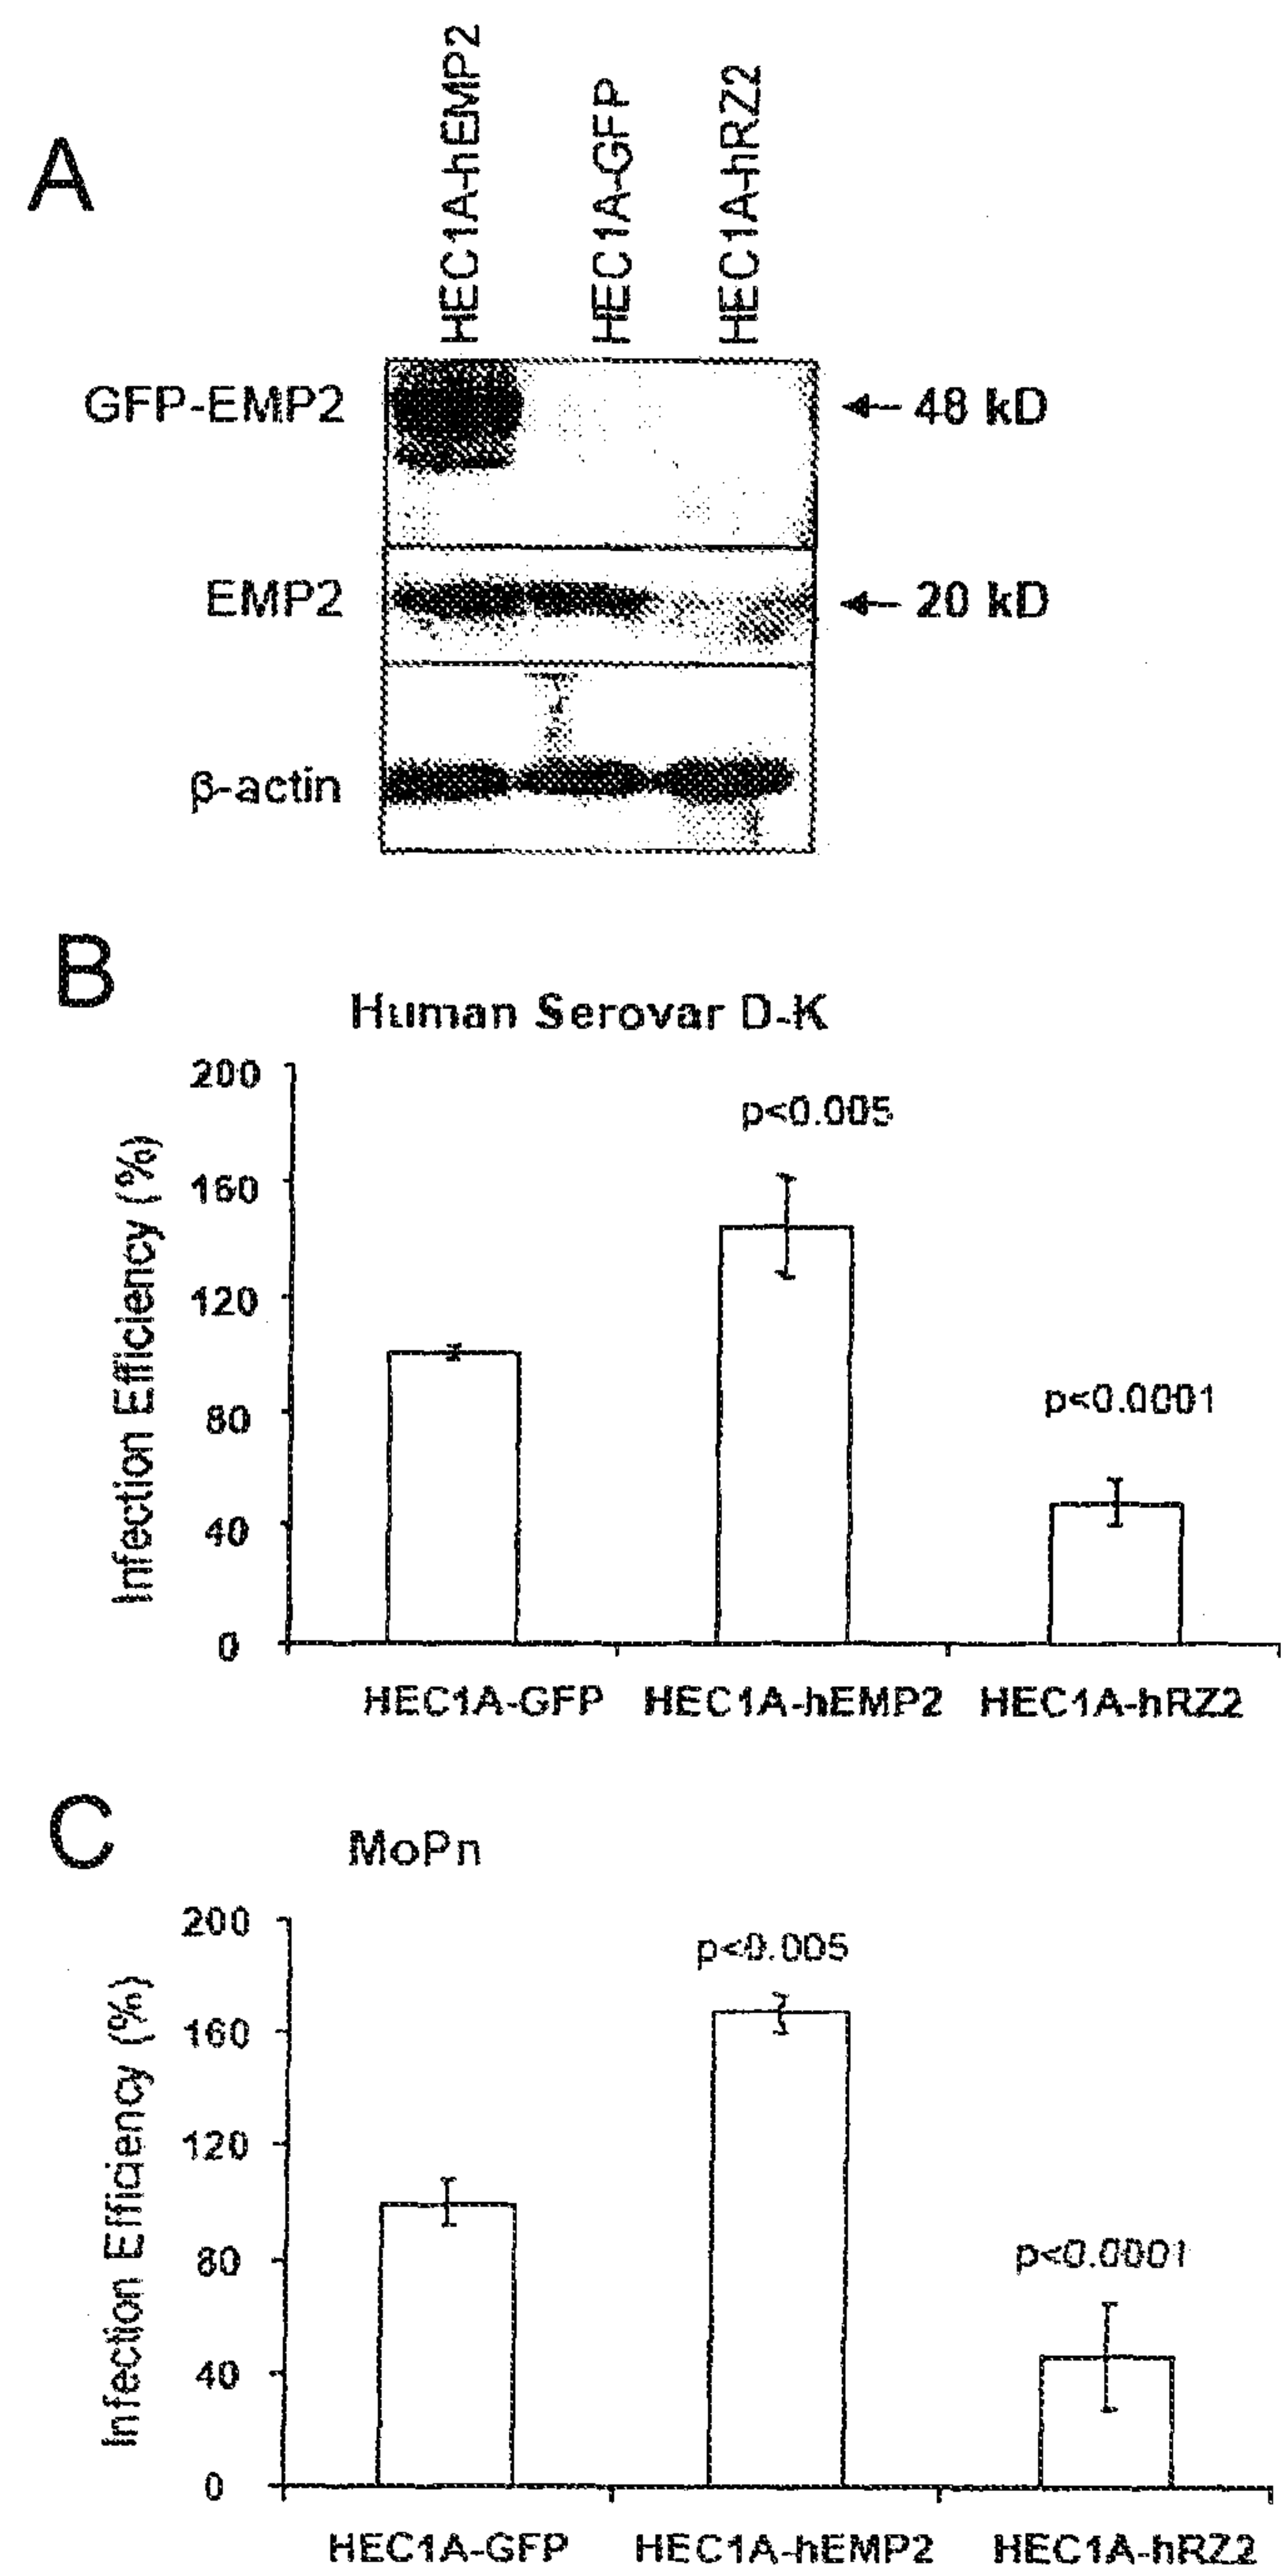 A
HEC1A-hEMP2
HEC1A-GFP
HEC1A-hRZ2
GFP-EMP2
48 kD
EMP2
20 kD
β-actin
B
Human Serovar D-K
Infection Efficiency (%)
200
160
120
80
40
0
p<0.005
p<0.0001
HEC1A-GFP HEC1A-hEMP2 HEC1A-hRZ2
C
MoPn
Infection Efficiency (%)
200
160
120
80
40
0
p<0.005
p<0.0001
HEC1A-GFP HEC1A-hEMP2 HEC1A-hRZ2